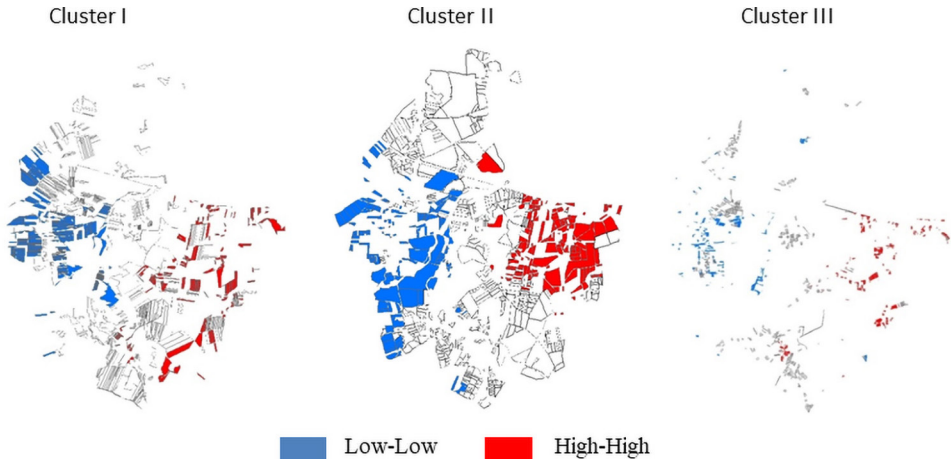 Cluster I
Cluster II
Cluster III
Low-Low
High-High